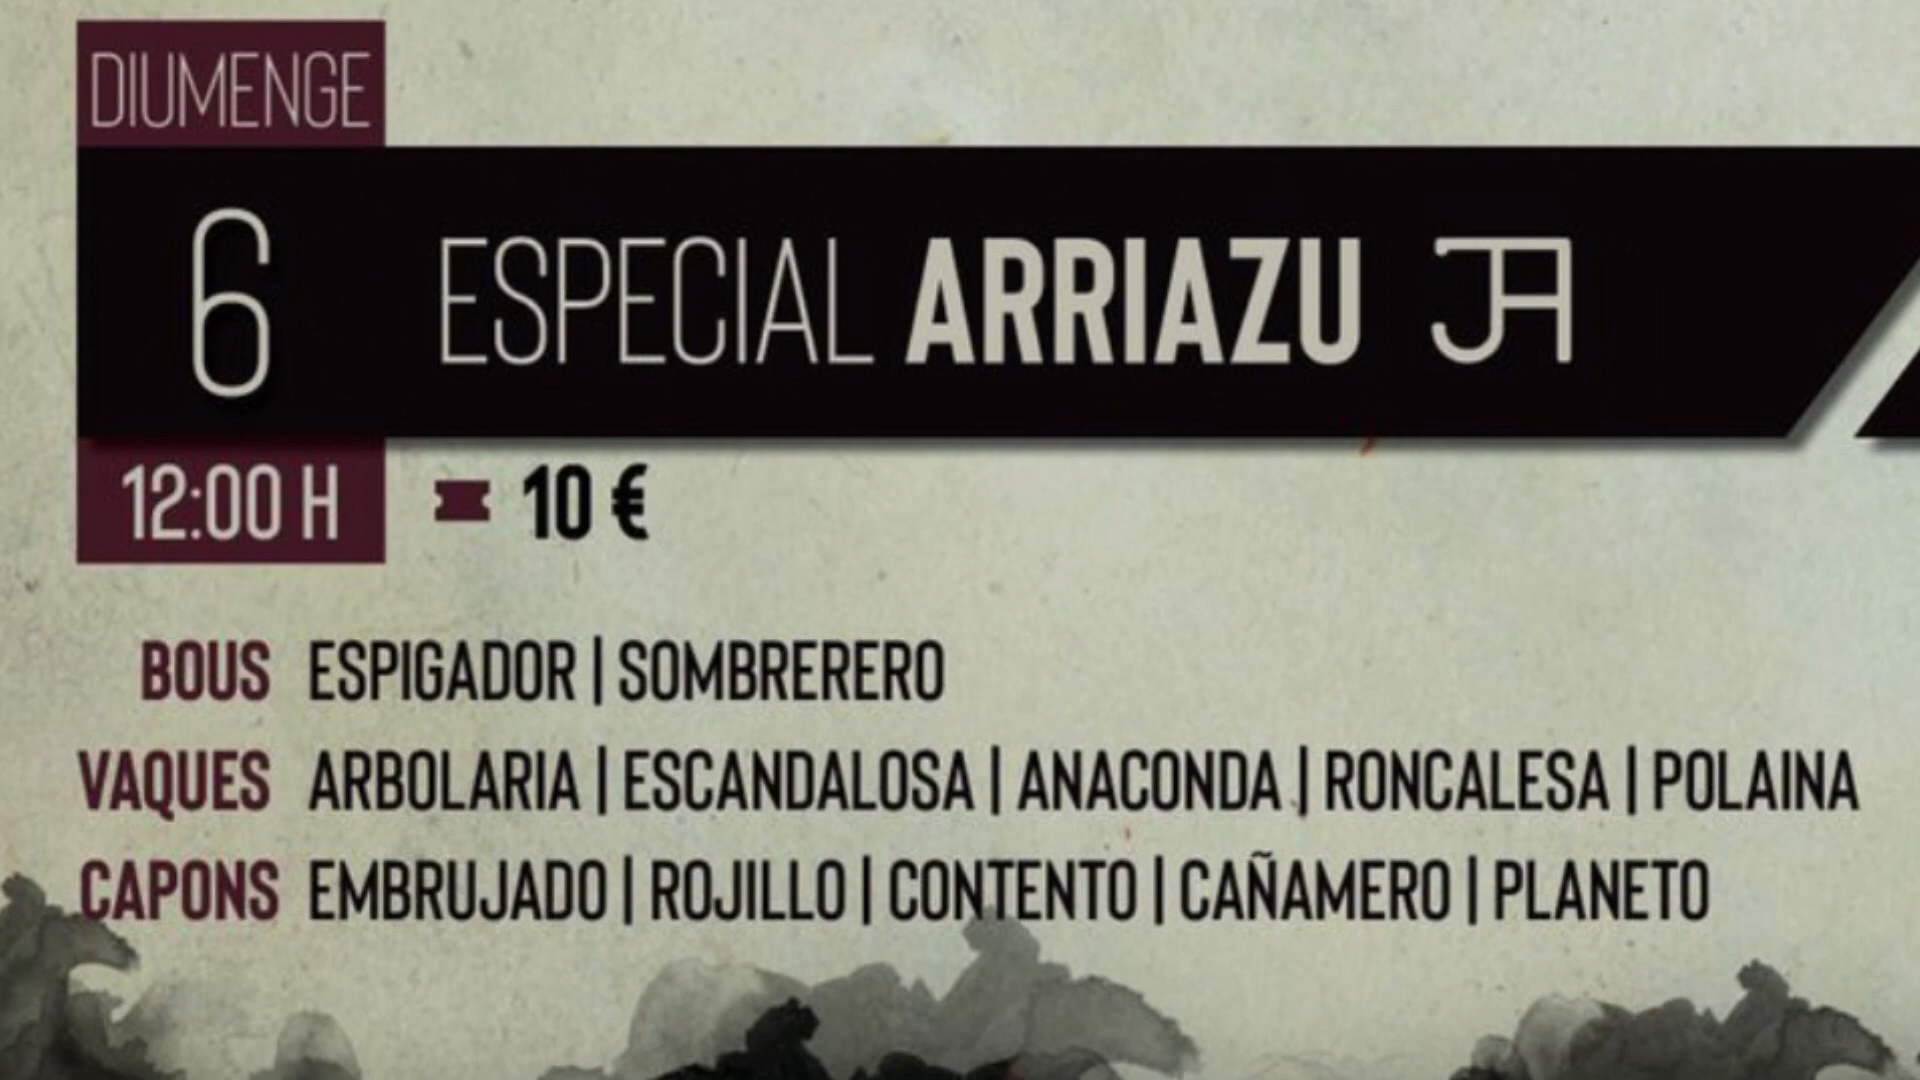 DIUMENGE
6 ESPECIAL ARRIAZU JA
12:00 H 10 €
BOUS ESPIGADOR | SOMBRERERO
VAQUES ARBOLARIA | ESCANDALOSA | ANACONDA | RONCALESA | POLAINA
CAPONS EMBRUJADO | ROJILLO | CONTENTO | CAÑAMERO | PLANETO